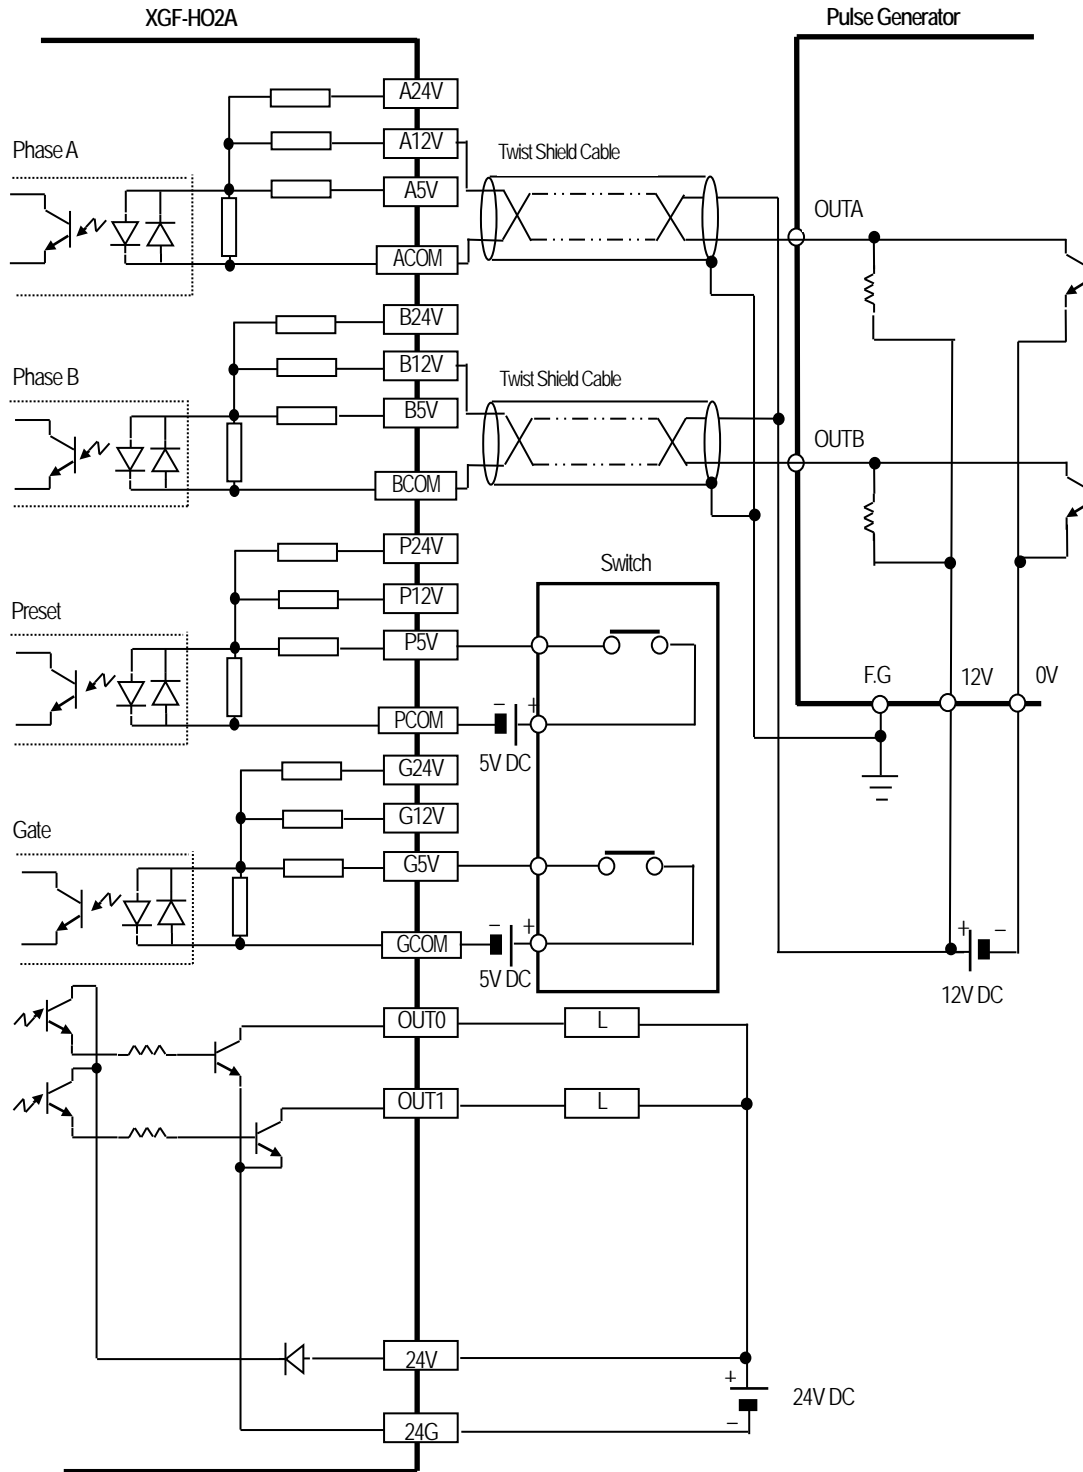 XGF-HO2A
Pulse Generator
A24V
A12V
Phase A
Twist Shield Cable
A5V
OUTA
ACOM
B24V
B12V
Phase B
Twist Shield Cable
B5V
OUTB
BCOM
P24V
Switch
P12V
Preset
P5V
F.G
12V
0V
PCOM
− +
5V DC
G24V
G12V
Gate
G5V
GCOM
− +
5V DC
+ −
12V DC
OUT0
L
OUT1
L
24V
+
24V DC
−
24G